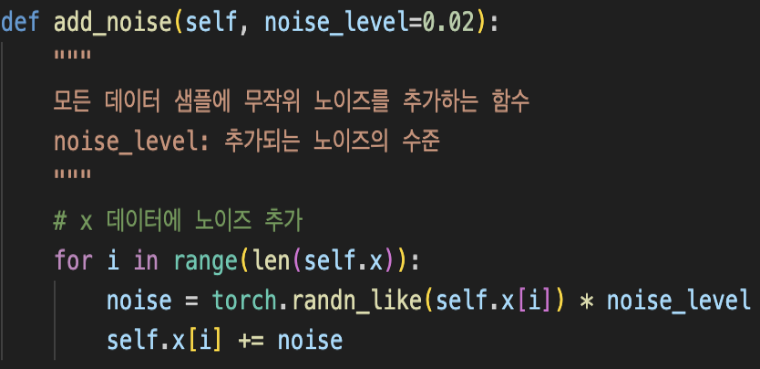 def add_noise(self, noise_level=0.02):
"""
모든 데이터 샘플에 무작위 노이즈를 추가하는 함수
noise_level: 추가되는 노이즈의 수준
"""
# x 데이터에 노이즈 추가
for i in range(len(self.x)):
noise = torch.randn_like(self.x[i]) * noise_level
self.x[i] += noise